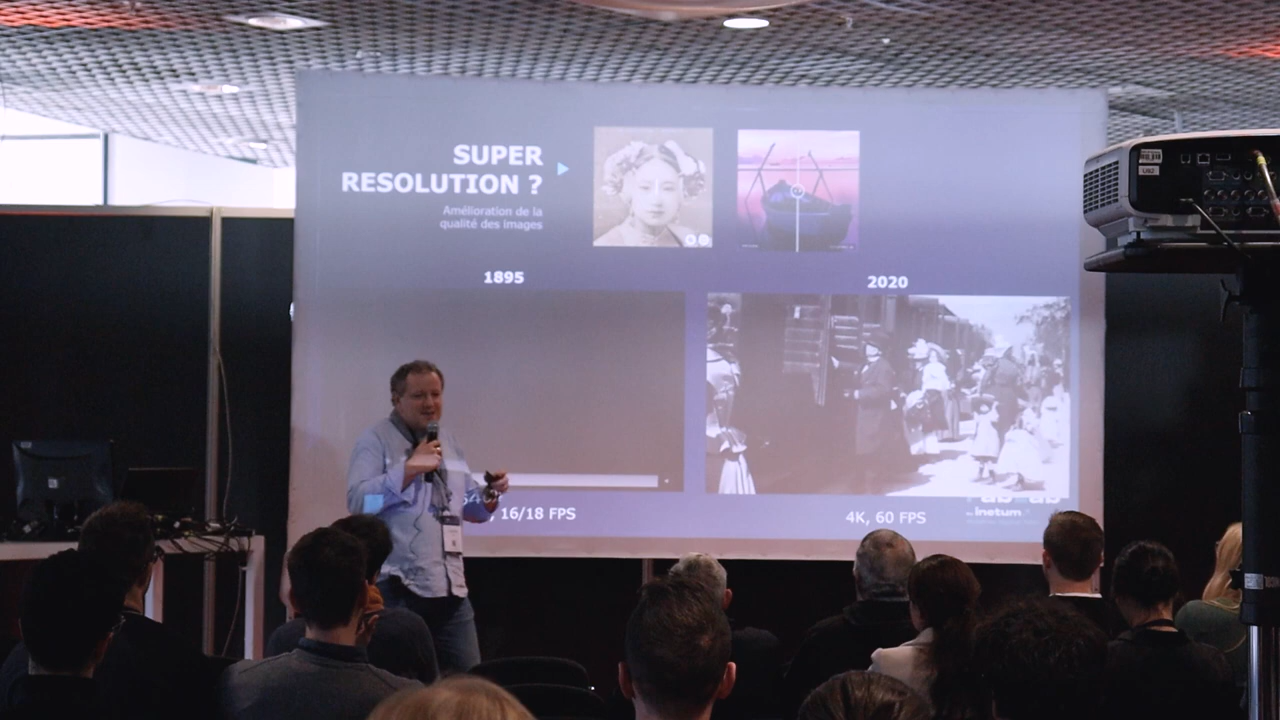 SUPER
RESOLUTION ?
Amélioration de la
qualité des images
1895
2020
, 16/18 FPS
4K, 60 FPS
inetum.